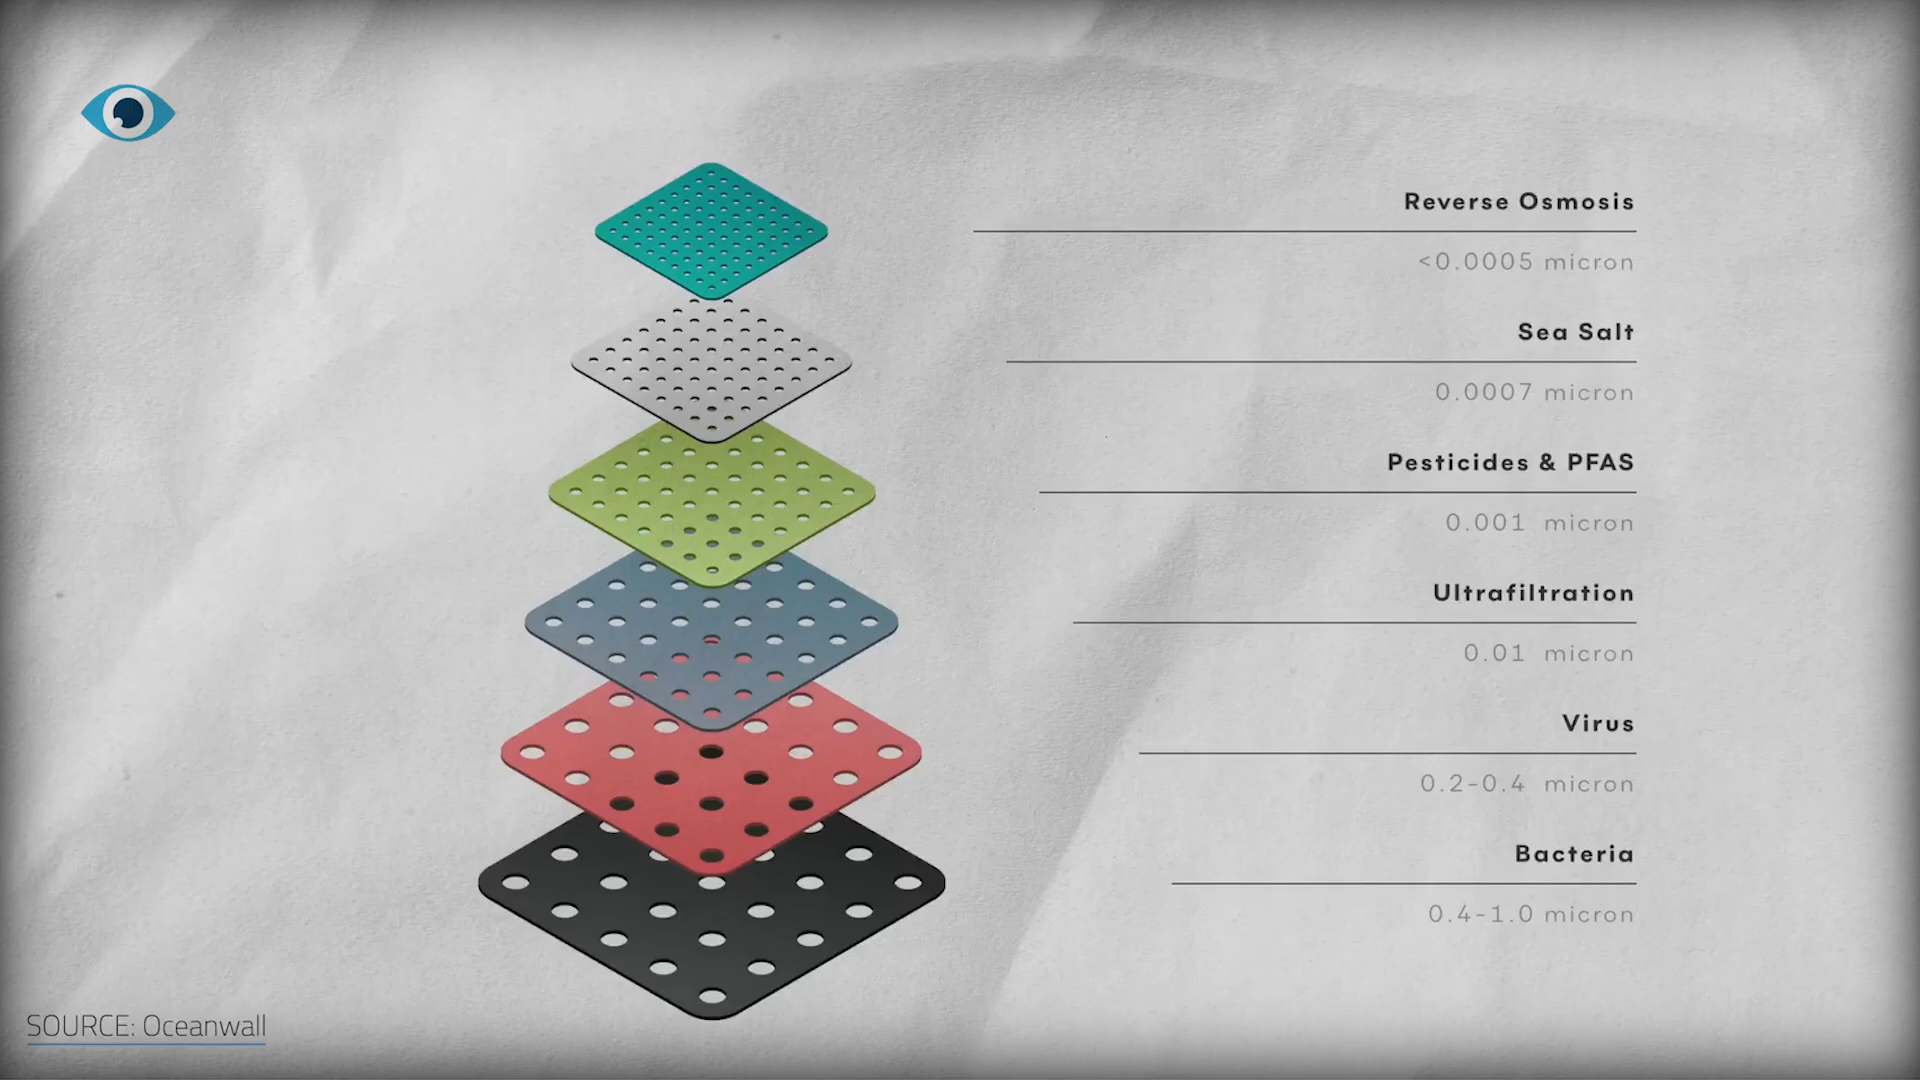 Reverse Osmosis
<0.0005 micron
Sea Salt
0.0007 micron
Pesticides & PFAS
0.001 micron
Ultrafiltration
0.01 micron
Virus
0.2-0.4 micron
Bacteria
0.4-1.0 micron
SOURCE: Oceanwall